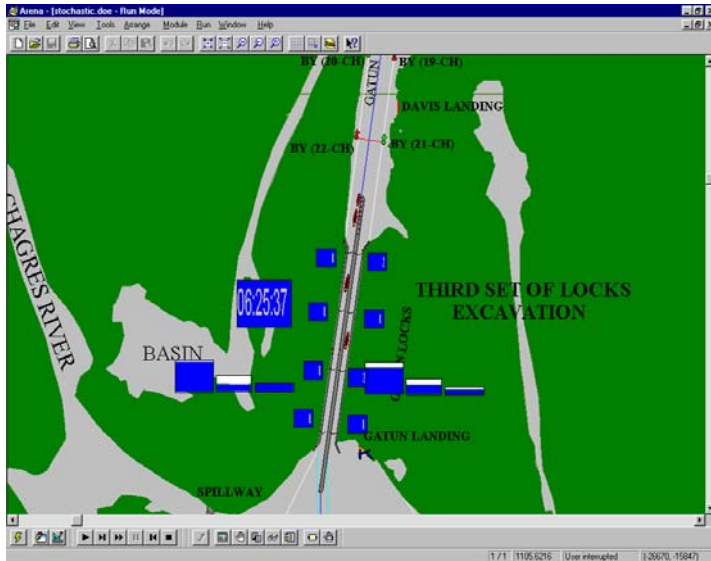 Arena - [stochastic.doe - Run Mode]
File Edit View Tools Arrange Module Run Window Help
BY (20-CH)
BY (19-CH)
GATUN
DAVIS LANDING
BY (22-CH)
BY (21-CH)
CHAGRES RIVER
06:25:37
THIRD SET OF LOCKS
EXCAVATION
BASIN
LOCKS
GATUN LANDING
SPILLWAY
1 / 1 1105.6216 User interrupted (-26670, -15847)